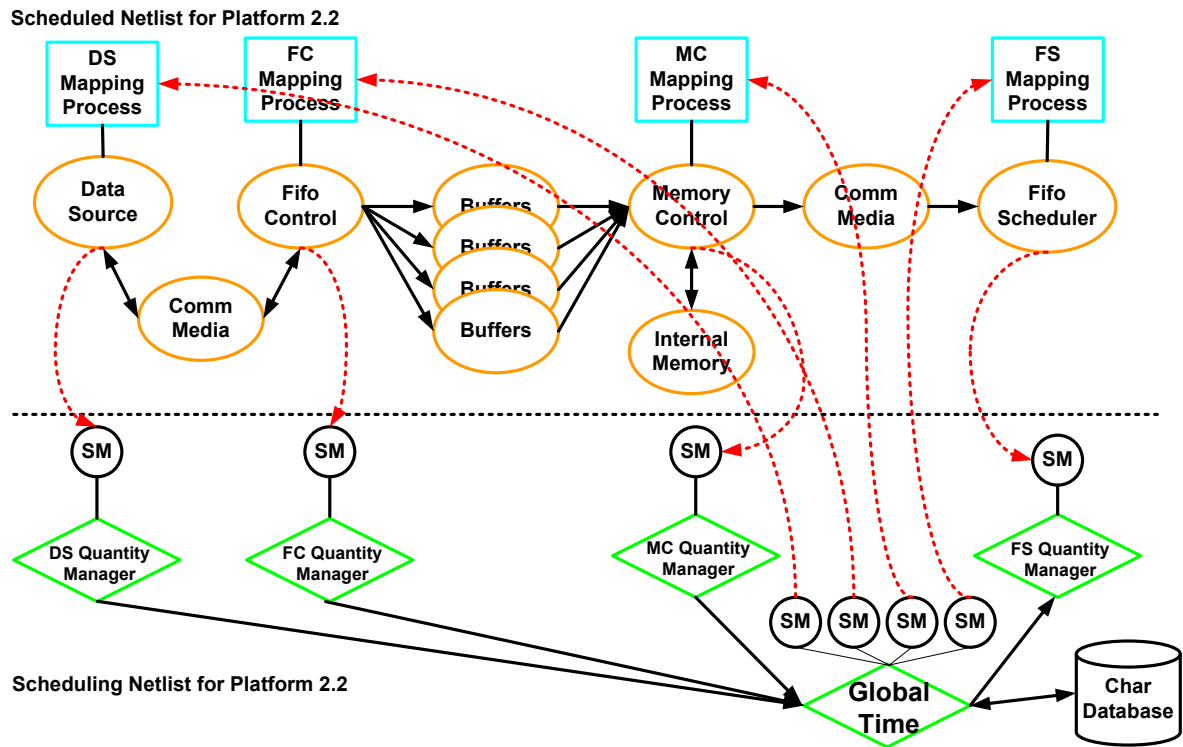 Scheduled Netlist for Platform 2.2
DS
Mapping
Process
FC
Mapping
Process
MC
Mapping
Process
FS
Mapping
Process
Data
Source
Fifo
Control
Buffers
Buffers
Buffers
Buffers
Memory
Control
Comm
Media
Fifo
Scheduler
Comm
Media
Internal
Memory
SM
SM
SM
SM
DS Quantity
Manager
FC Quantity
Manager
MC Quantity
Manager
FS Quantity
Manager
SM
SM
SM
SM
Scheduling Netlist for Platform 2.2
Global
Time
Char
Database